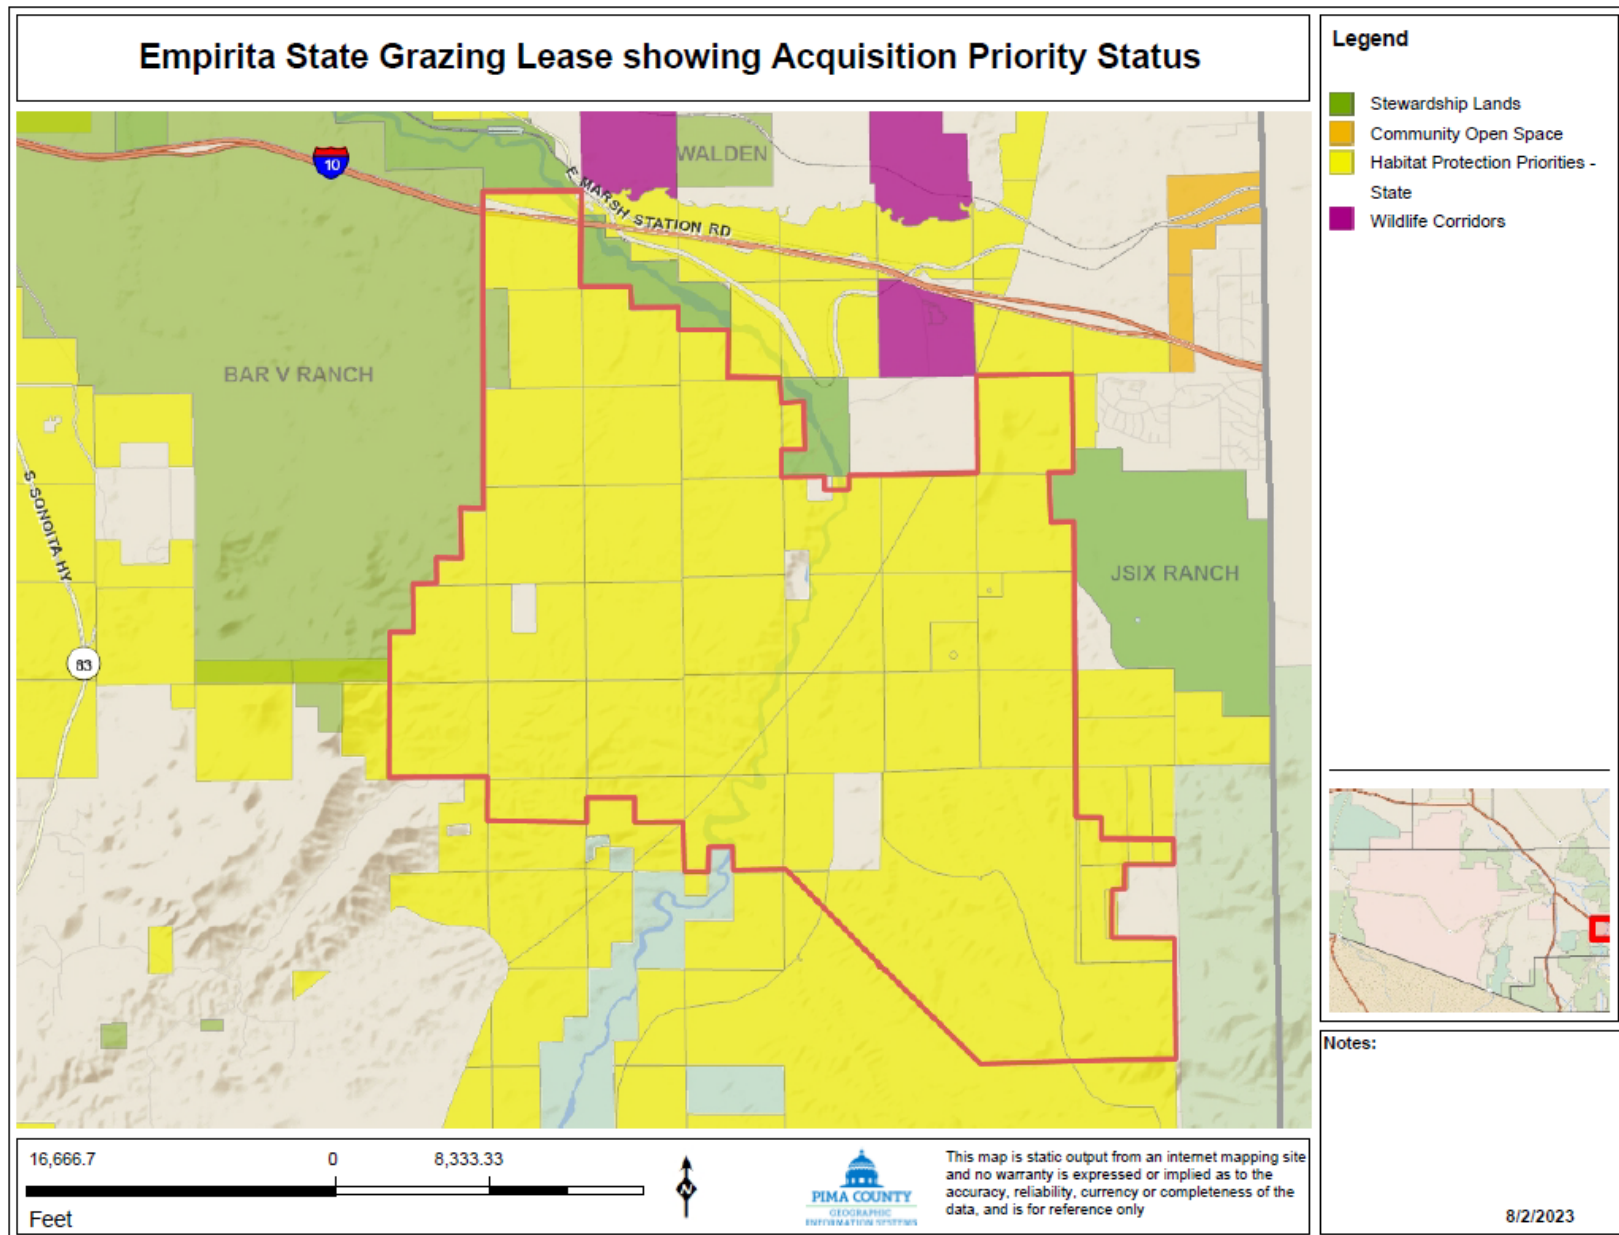 Empirita State Grazing Lease showing Acquisition Priority Status
Legend
Stewardship Lands
Community Open Space
Habitat Protection Priorities -
State
Wildlife Corridors
10
WALDEN
E MARSH STATION RD
BAR V RANCH
S SONOITA HY
JSIX RANCH
83
16,666.7
0
8,333.33
Feet
N
PIMA COUNTY
GEOGRAPHIC
INFORMATION SYSTEMS
This map is static output from an internet mapping site
and no warranty is expressed or implied as to the
accuracy, reliability, currency or completeness of the
data, and is for reference only
Notes:
8/2/2023